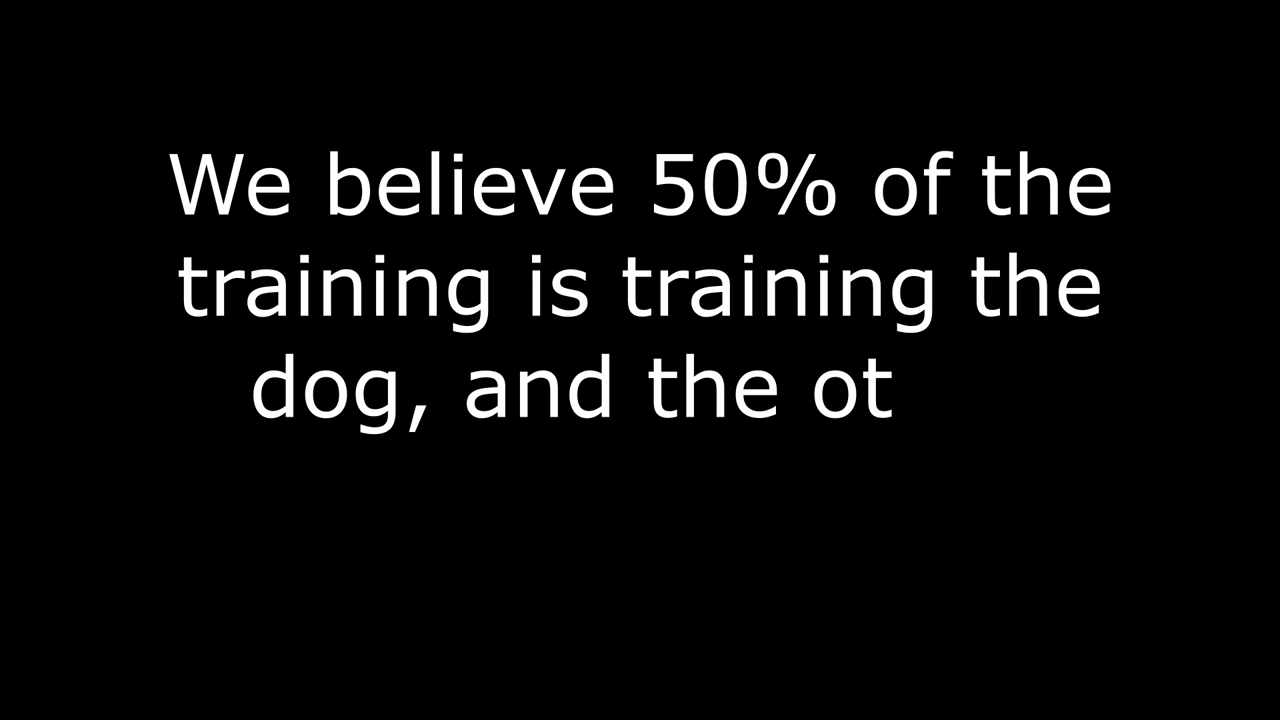 We believe 50% of the
training is training the
dog, and the ot